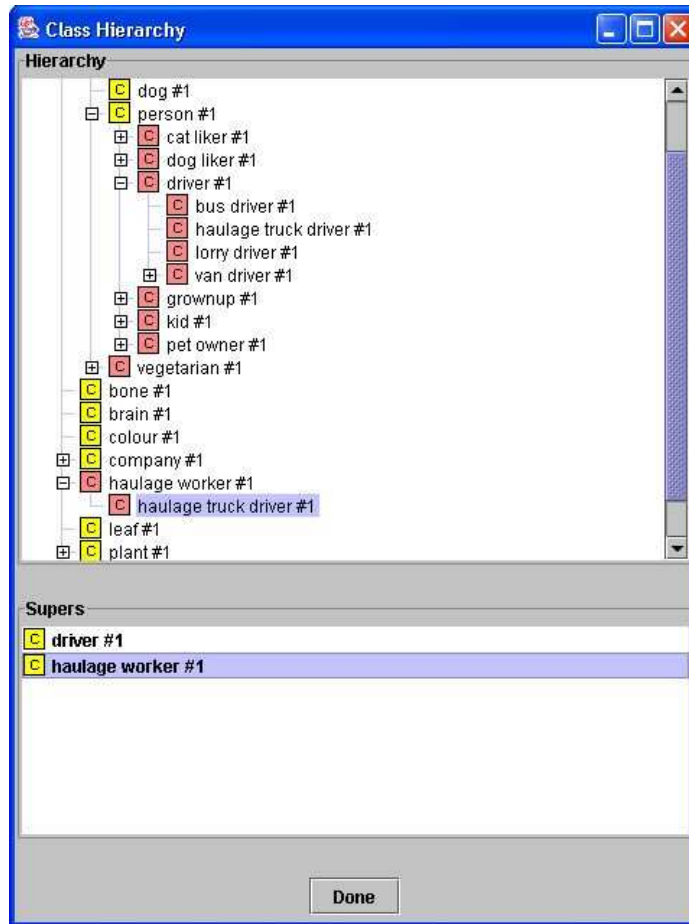 Class Hierarchy
Hierarchy
C dog #1
C person #1
C cat liker #1
C dog liker #1
C driver #1
C bus driver #1
C haulage truck driver #1
C lorry driver #1
C van driver #1
C grownup #1
C kid #1
C pet owner #1
C vegetarian #1
C bone #1
C brain #1
C colour #1
C company #1
C haulage worker #1
C haulage truck driver #1
C leaf #1
C plant #1
Supers
C driver #1
C haulage worker #1
Done